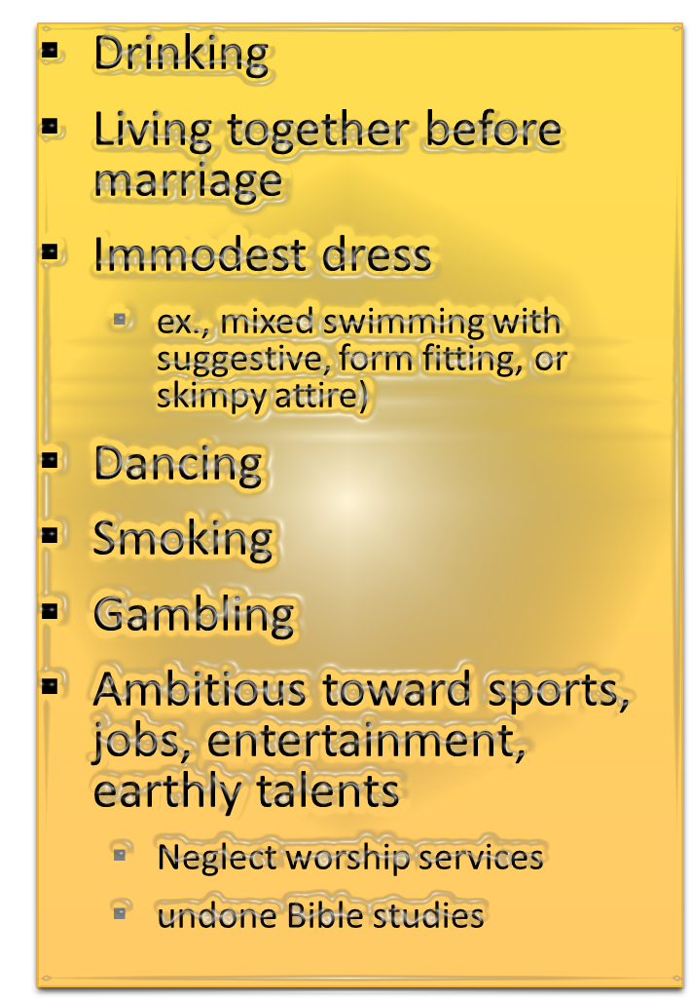 ▪ Drinking
▪ Living together before
marriage
▪ Immodest dress
▪ ex., mixed swimming with
suggestive, form fitting, or
skimpy attire)
▪ Dancing
▪ Smoking
▪ Gambling
▪ Ambitious toward sports,
jobs, entertainment,
earthly talents
▪ Neglect worship services
▪ undone Bible studies